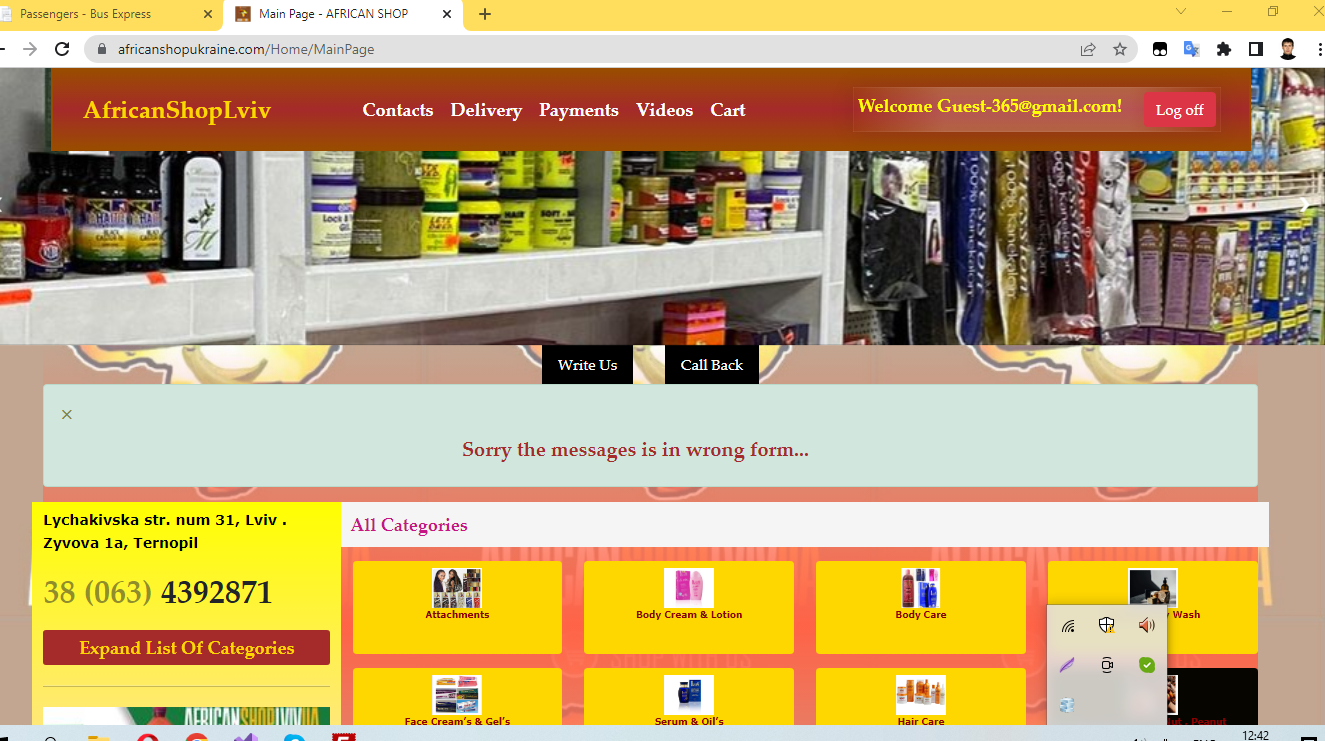 Passengers - Bus Express
Main Page - AFRICAN SHOP
africanshopukraine.com/Home/MainPage
AfricanShopLviv
Contacts Delivery Payments Videos Cart
Welcome Guest-365@gmail.com!
Log off
Write Us
Call Back
Sorry the messages is in wrong form...
Lychakivska str. num 31, Lviv .
Zyvova 1a, Ternopil
38 (063) 4392871
Expand List Of Categories
All Categories
Attachments
Body Cream & Lotion
Body Care
Wash
Face Cream's & Gel's
Serum & Oil's
Hair Care
Peanut
12:42